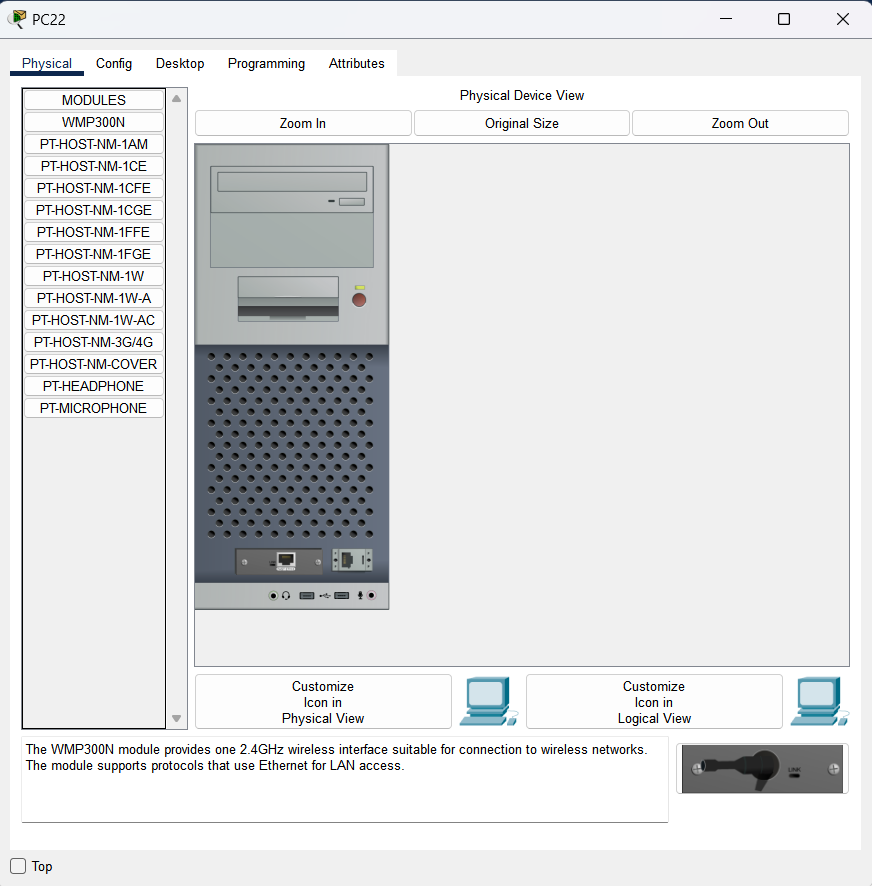 PC22
Physical
Config
Desktop
Programming
Attributes
MODULES
WMP300N
PT-HOST-NM-1AM
PT-HOST-NM-1CE
PT-HOST-NM-1CFE
PT-HOST-NM-1CGE
PT-HOST-NM-1FFE
PT-HOST-NM-1FGE
PT-HOST-NM-1W
PT-HOST-NM-1W-A
PT-HOST-NM-1W-AC
PT-HOST-NM-3G/4G
PT-HOST-NM-COVER
PT-HEADPHONE
PT-MICROPHONE
Physical Device View
Zoom In
Original Size
Zoom Out
Customize
Icon in
Physical View
Customize
Icon in
Logical View
The WMP300N module provides one 2.4GHz wireless interface suitable for connection to wireless networks.
The module supports protocols that use Ethernet for LAN access.
LINK
Top